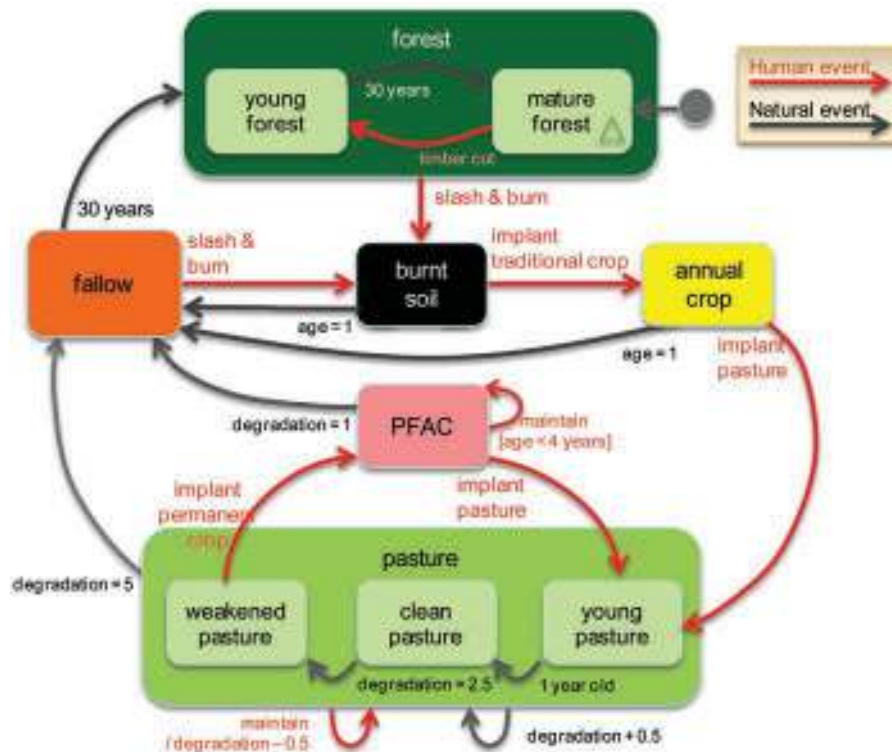 forest
Human event
Natural event
young
forest
30 years
mature
forest
timber cut
slash & burn
30 years
fallow
slash &
burn
burnt
soil
implant
traditional crop
annual
crop
age = 1
age = 1
implant
pasture
degradation = 1
PFAC
maintain
[age < 4 years]
implant
permanent
crop
implant
pasture
degradation = 5
pasture
weakened
pasture
clean
pasture
young
pasture
degradation = 2.5
1 year old
maintain
/ degradation – 0.5
degradation + 0.5